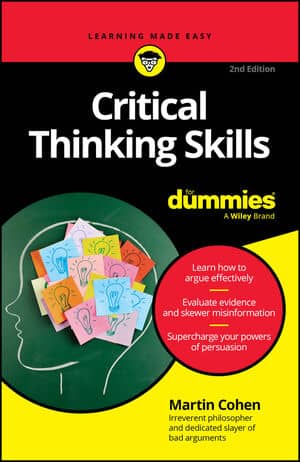 LEARNING MADE EASY
2nd Edition
Critical
Thinking Skills
for
dummies®
A Wiley Brand
Learn how to
argue effectively
Evaluate evidence
and skewer misinformation
Supercharge your powers
of persuasion
Martin Cohen
Irreverent philosopher
and dedicated slayer of
bad arguments